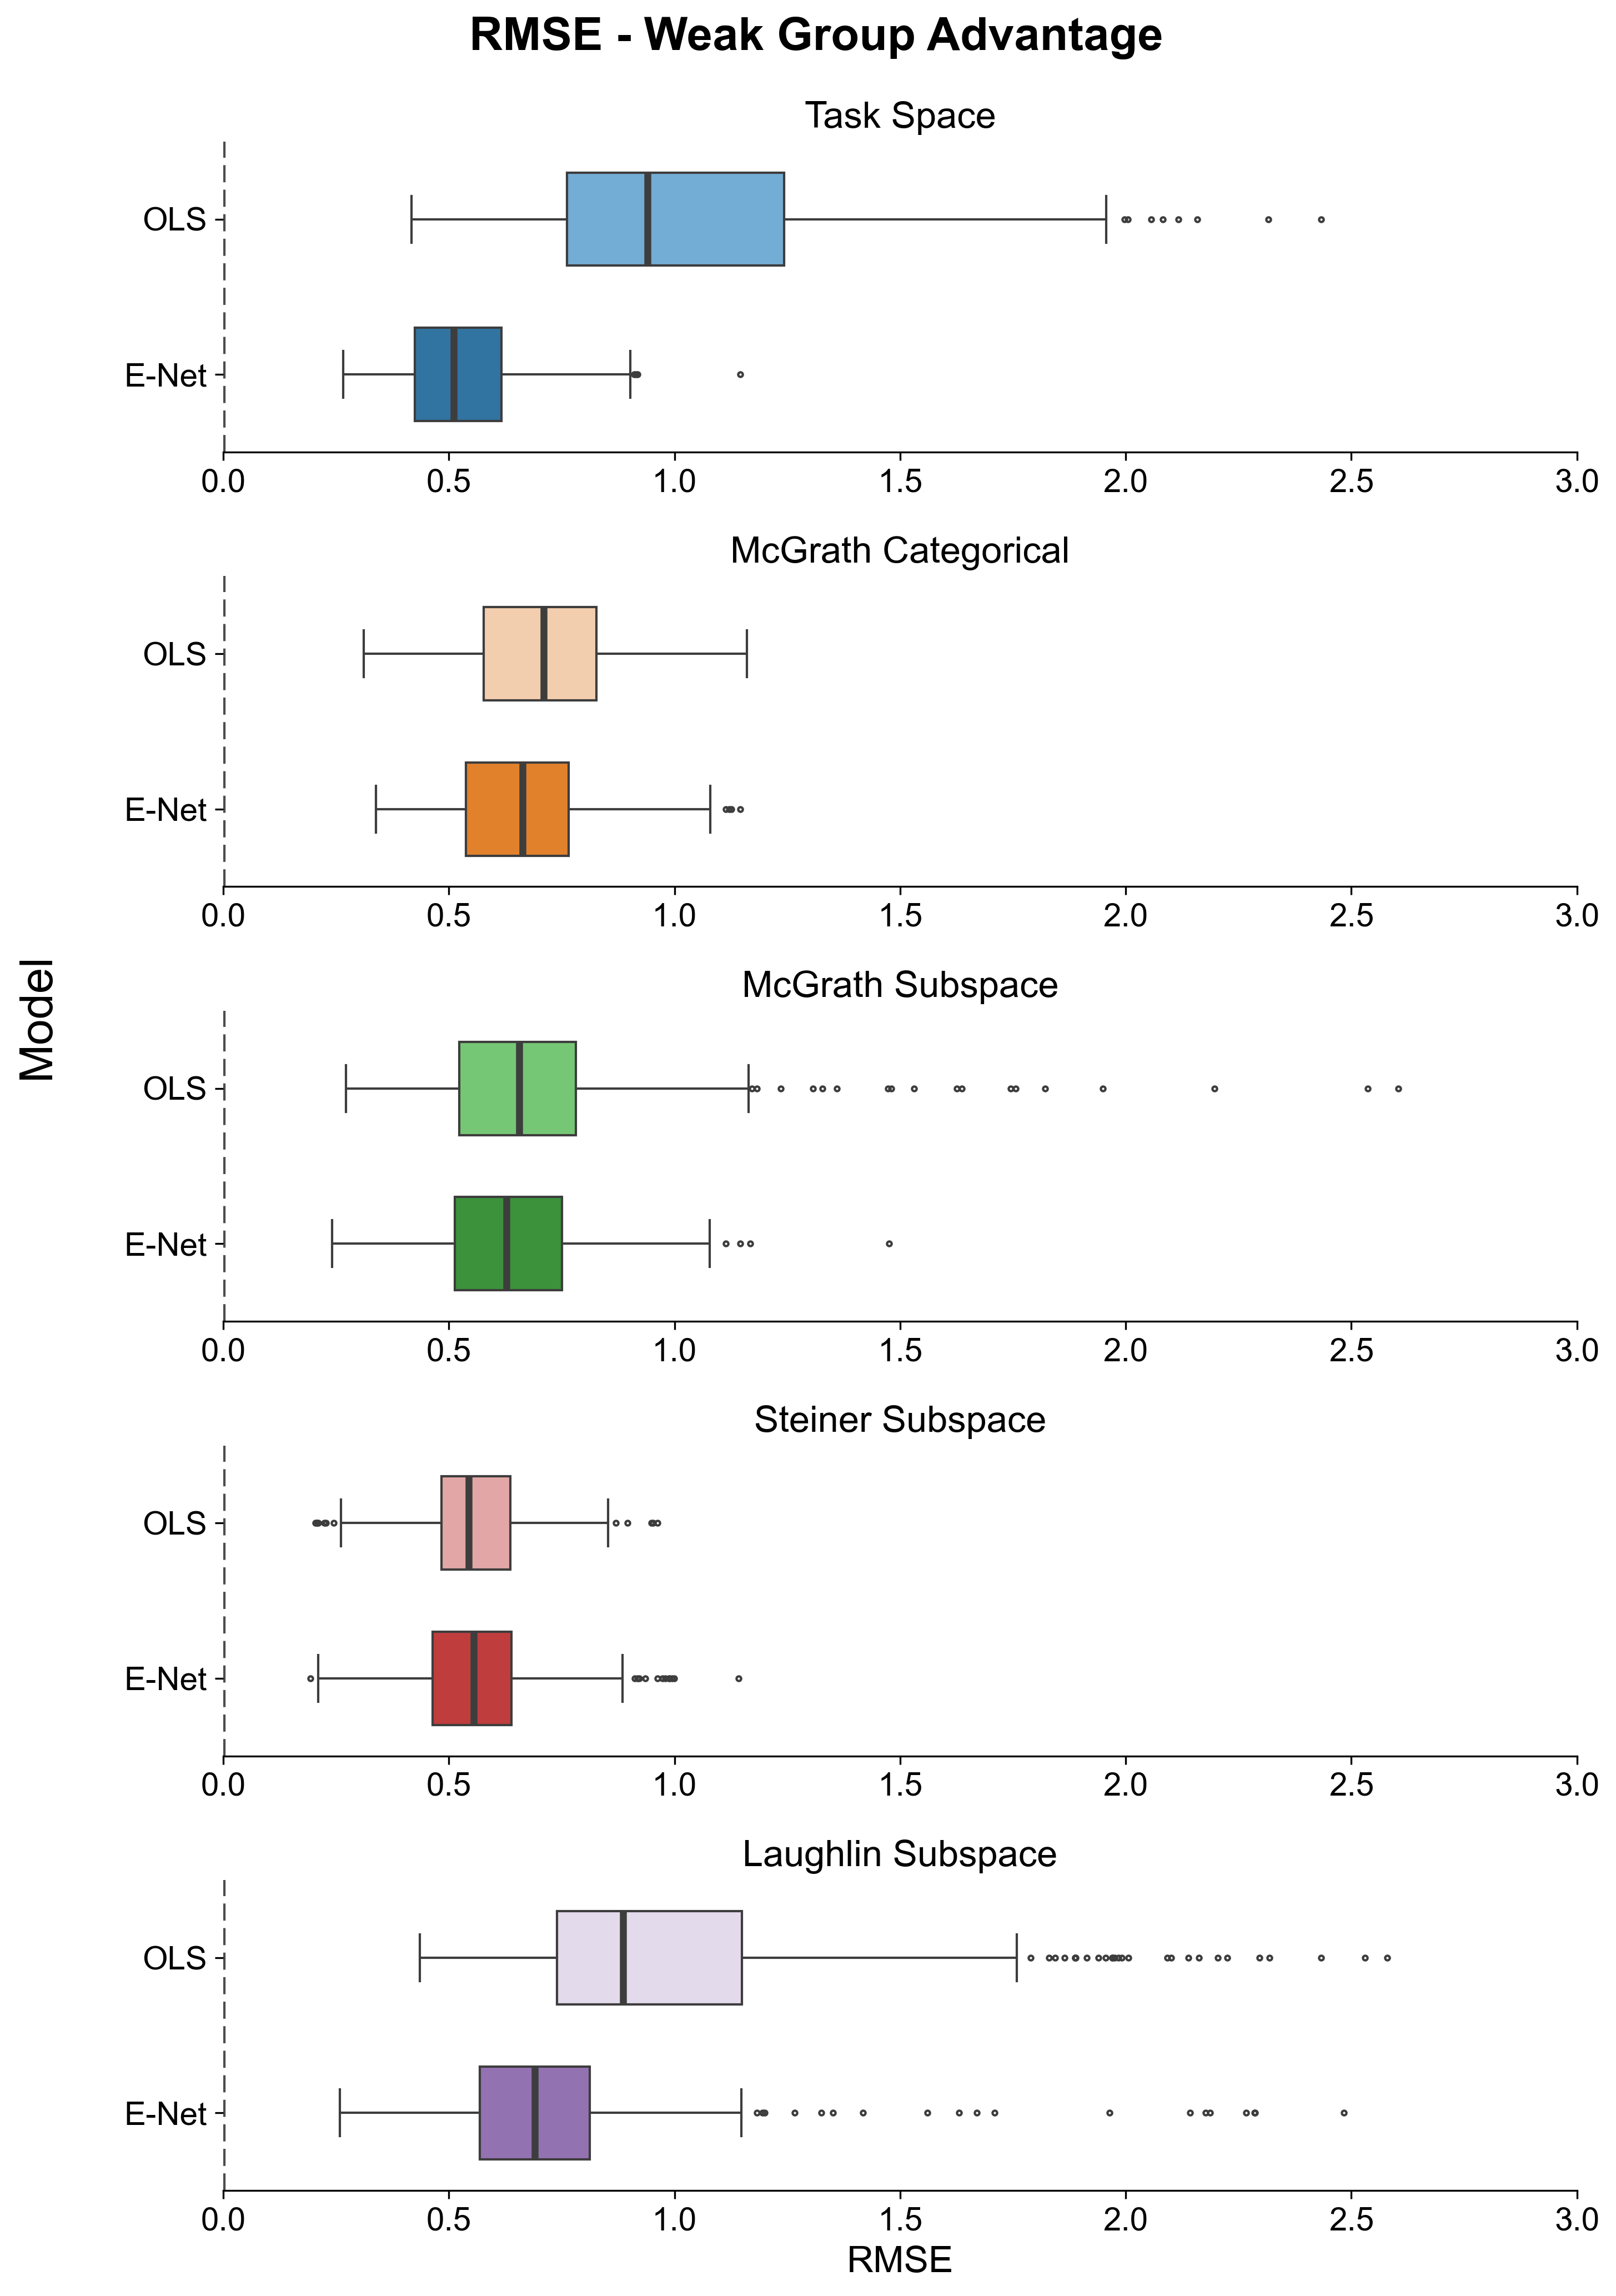 RMSE - Weak Group Advantage
Task Space
OLS
E-Net
0.0 0.5 1.0 1.5 2.0 2.5 3.0
McGrath Categorical
OLS
E-Net
0.0 0.5 1.0 1.5 2.0 2.5 3.0
Model
McGrath Subspace
OLS
E-Net
0.0 0.5 1.0 1.5 2.0 2.5 3.0
Steiner Subspace
OLS
E-Net
0.0 0.5 1.0 1.5 2.0 2.5 3.0
Laughlin Subspace
OLS
E-Net
0.0 0.5 1.0 1.5 2.0 2.5 3.0
RMSE